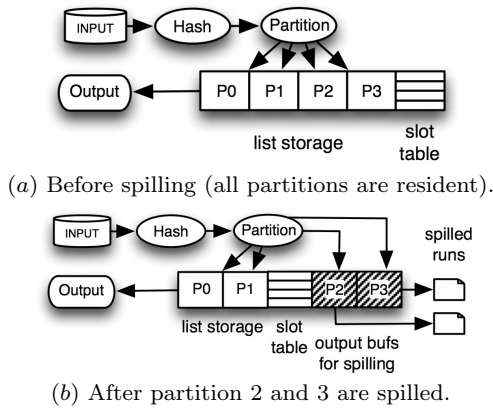 INPUT
Hash
Partition
Output
P0
P1
P2
P3
list storage
slot
table
(a) Before spilling (all partitions are resident).
INPUT
Hash
Partition
spilled
runs
Output
P0
P1
P2
P3
list storage
slot
table
output bufs
for spilling
(b) After partition 2 and 3 are spilled.